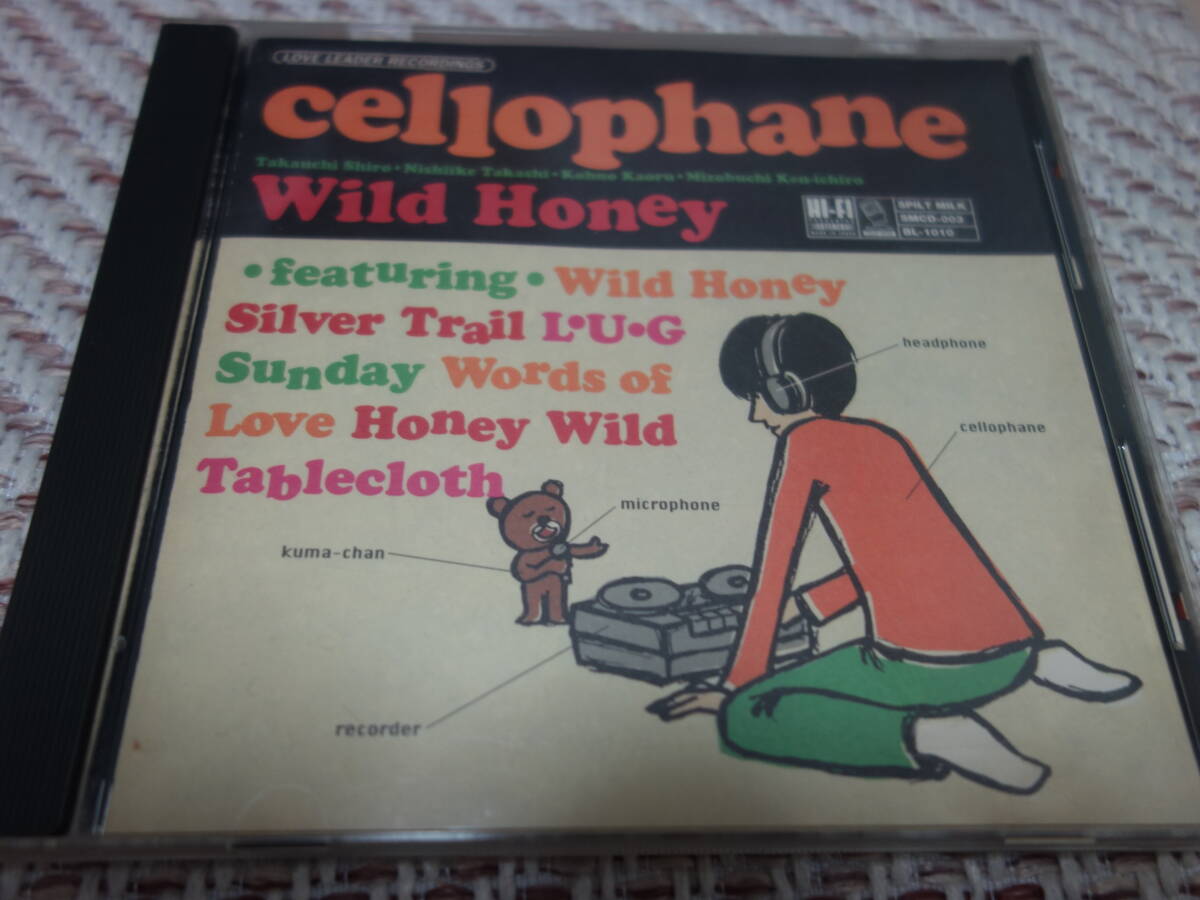 LOVE LEADER RECORDINGS
cellophane
Takauchi Shiro • Nishiike Takashi • Kohno Kaoru • Mizobuchi Ken-ichiro
Wild Honey
HI-FI
SPILT MILK
SMCD-003
BL-1010
• featuring • Wild Honey
Silver Trail L•U•G
Sunday Words of
Love Honey Wild
Tablecloth
headphone
cellophane
microphone
kuma-chan
recorder